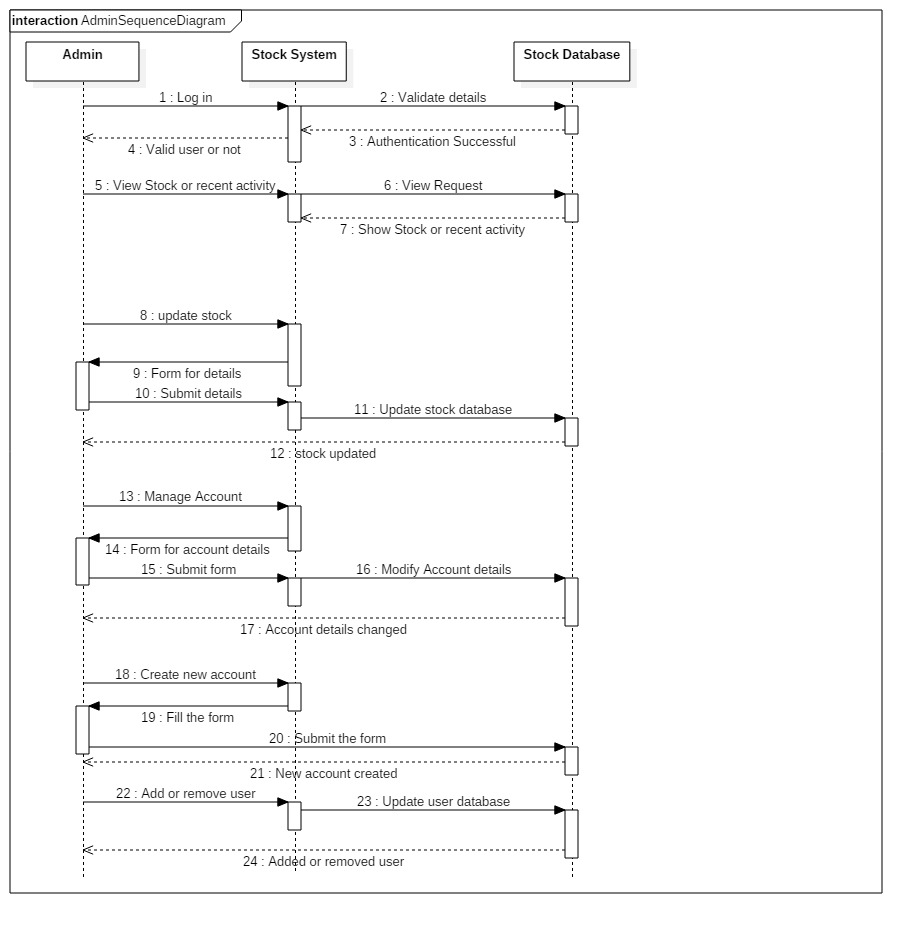 interaction AdminSequenceDiagram
Admin
Stock System
Stock Database
1 : Log in
2 : Validate details
3 : Authentication Successful
4 : Valid user or not
5 : View Stock or recent activity
6 : View Request
7 : Show Stock or recent activity
8 : update stock
9 : Form for details
10 : Submit details
11 : Update stock database
12 : stock updated
13 : Manage Account
14 : Form for account details
15 : Submit form
16 : Modify Account details
17 : Account details changed
18 : Create new account
19 : Fill the form
20 : Submit the form
21 : New account created
22 : Add or remove user
23 : Update user database
24 : Added or removed user